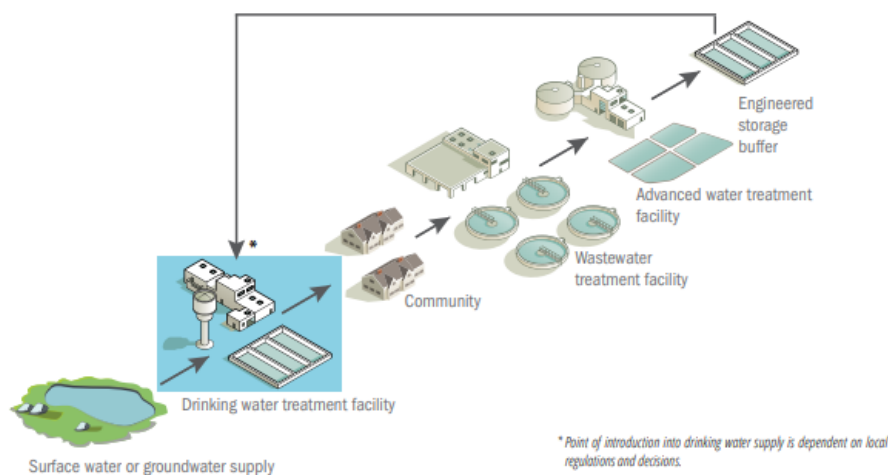 Engineered
storage
buffer
Advanced water treatment
facility
*
Wastewater
treatment facility
Community
Drinking water treatment facility
Surface water or groundwater supply
* Point of introduction into drinking water supply is dependent on local
regulations and decisions.